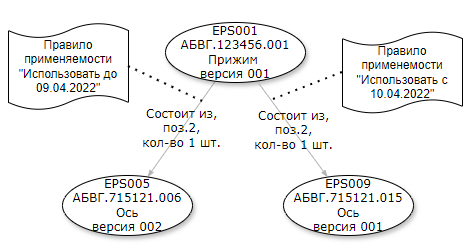 EPS001
АБВГ.123456.001
Прижим
версия 001
Правило
применяемости
"Использовать до
09.04.2022"
Правило
применемости
"Использовать с
10.04.2022"
Состоит из,
поз.2,
кол-во 1 шт.
Состоит из,
поз.2,
кол-во 1 шт.
EPS005
АБВГ.715121.006
Ось
версия 002
EPS009
АБВГ.715121.015
Ось
версия 001